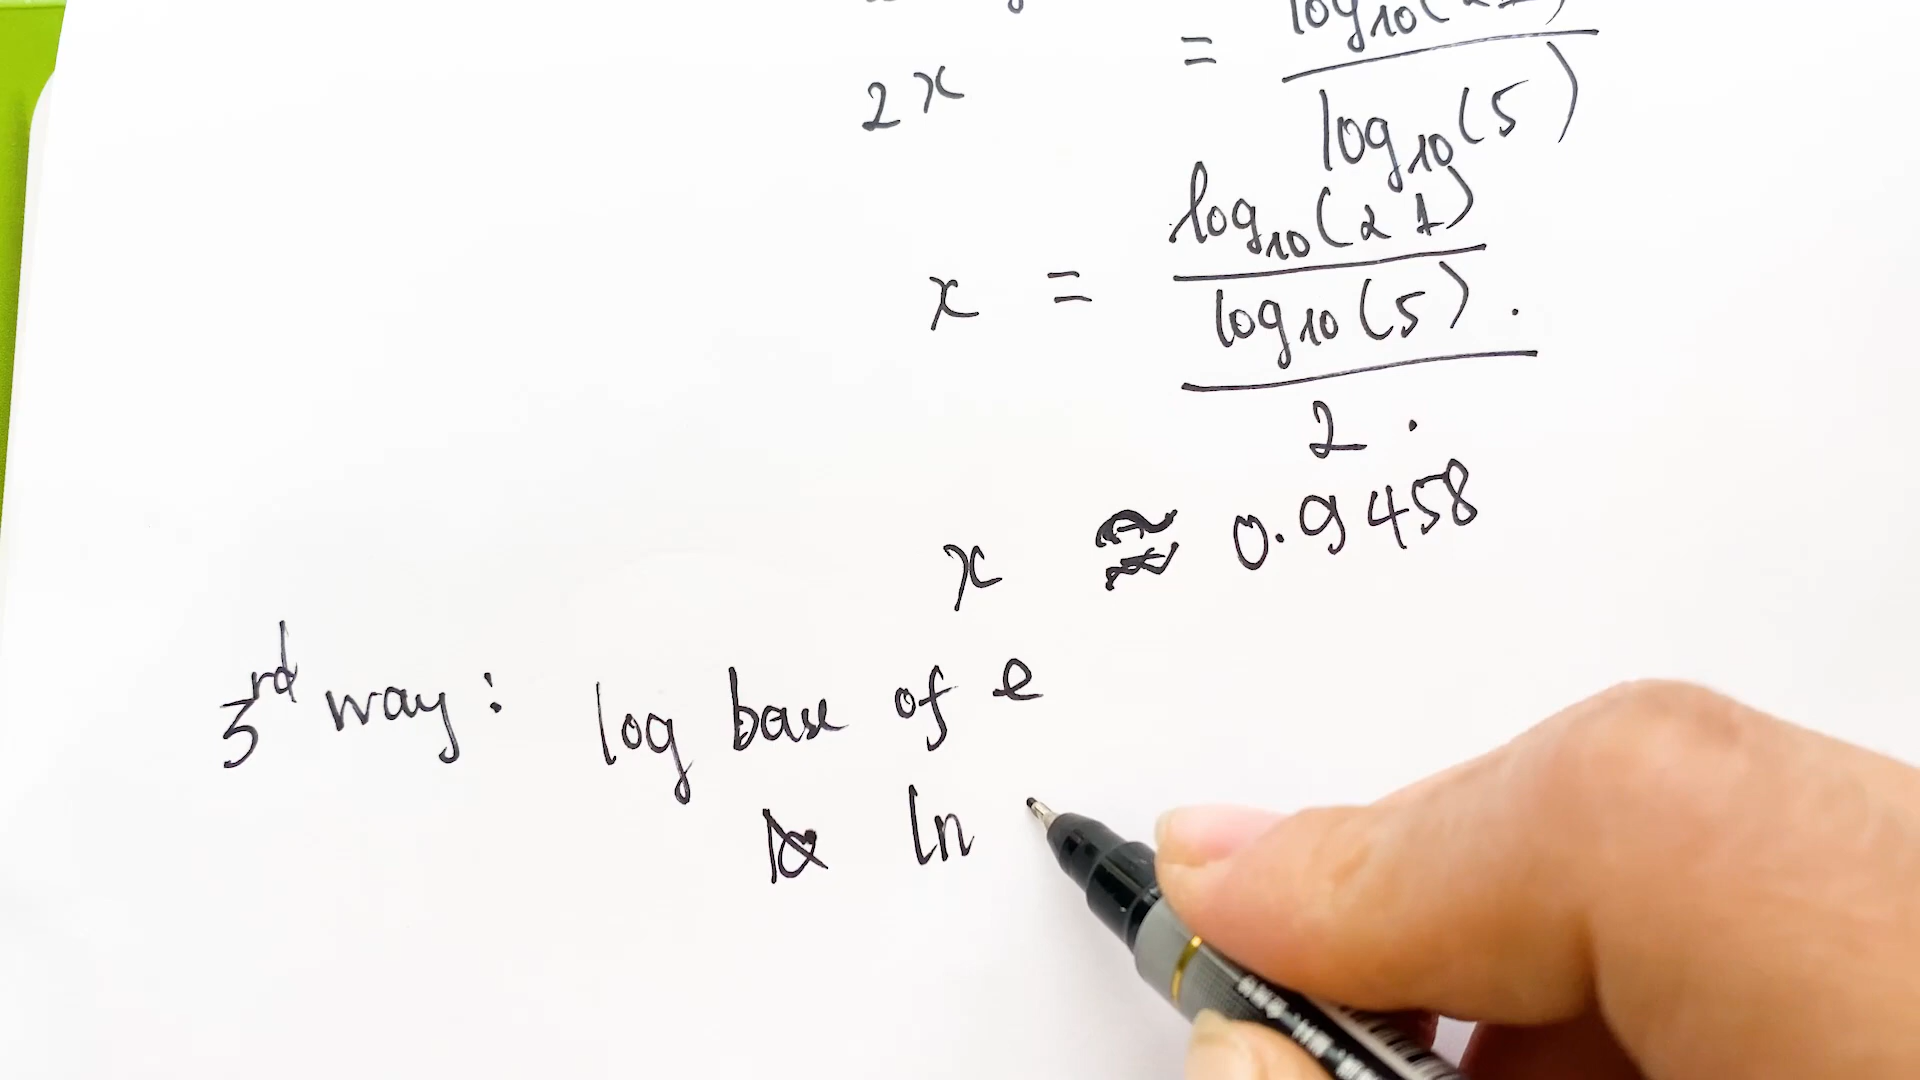 2x = log10(21)
log10(5)
x = log10(21)
log10(5) .
2 .
x ≈ 0.9458
3rd way: log base of e
ln